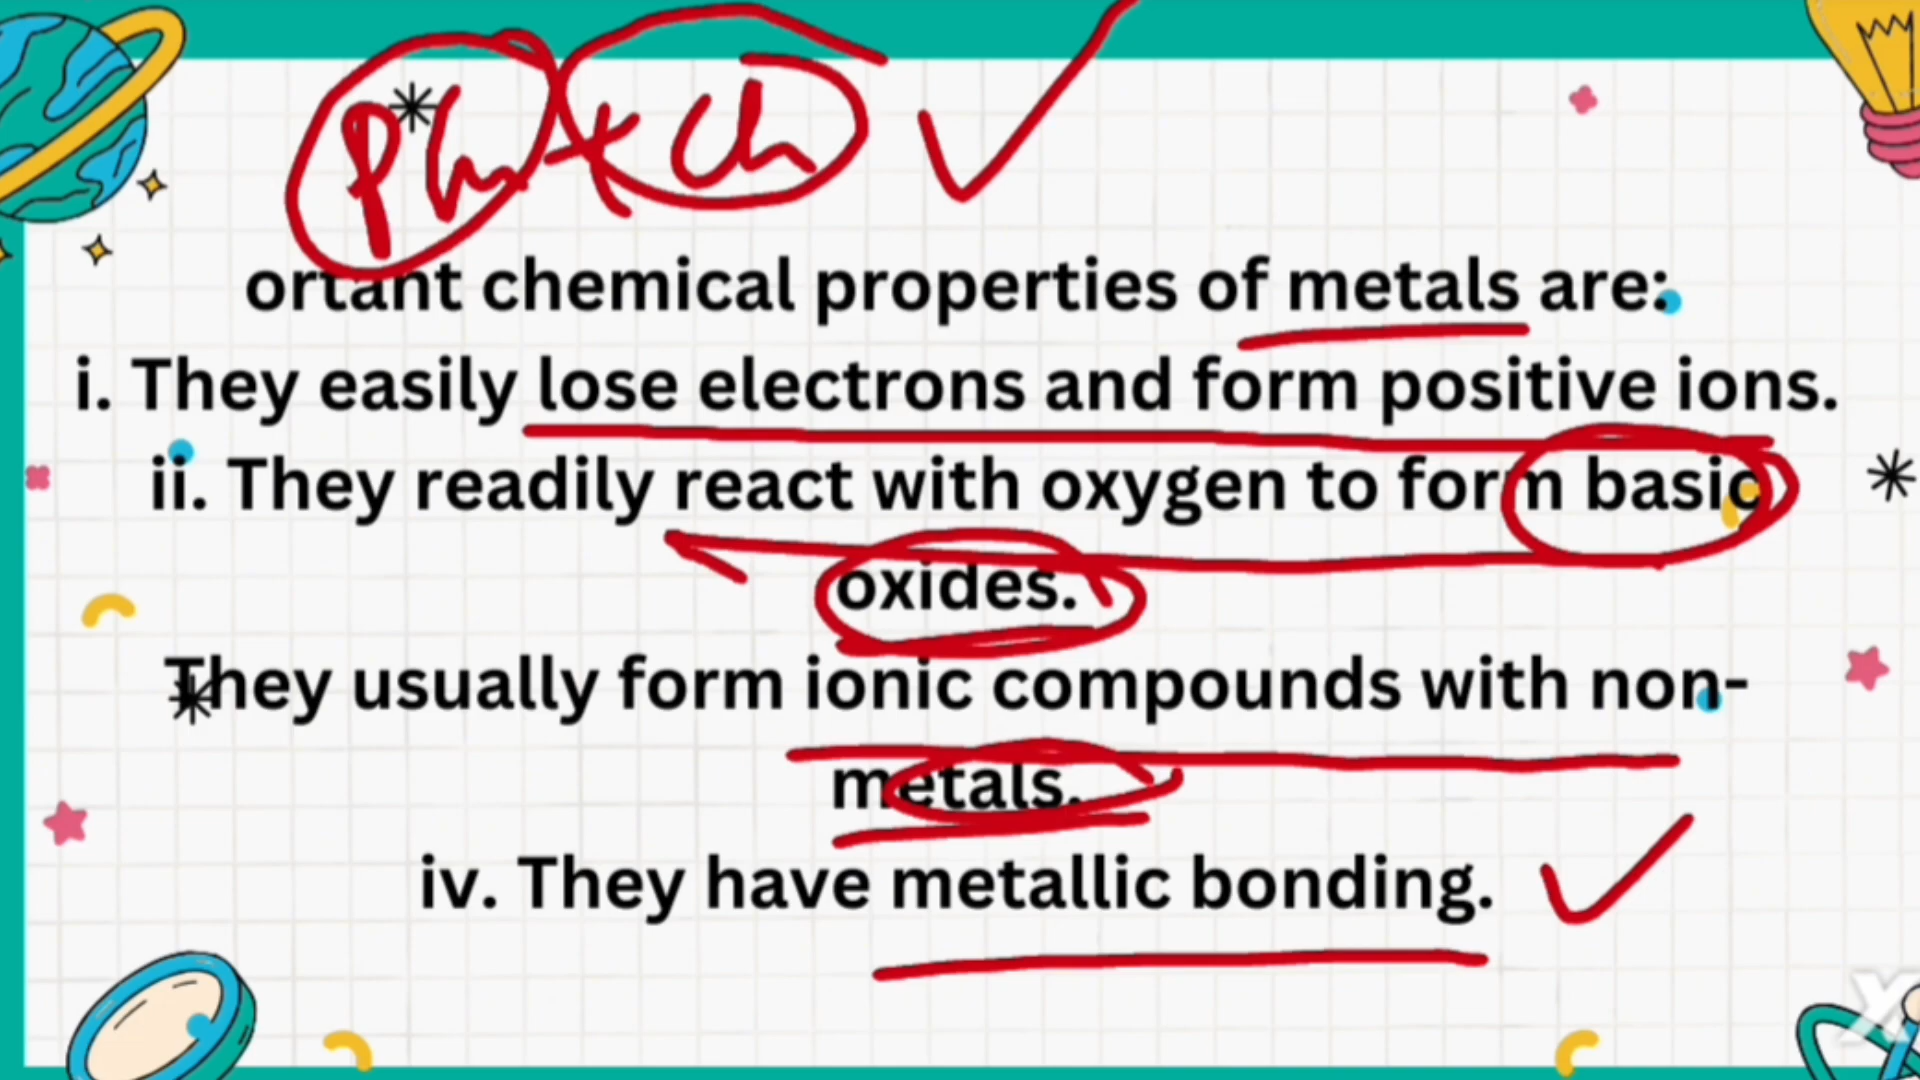 Ph + Ch
ortant chemical properties of metals are:
i. They easily lose electrons and form positive ions.
ii. They readily react with oxygen to form basic
oxides.
They usually form ionic compounds with non-
metals.
iv. They have metallic bonding.